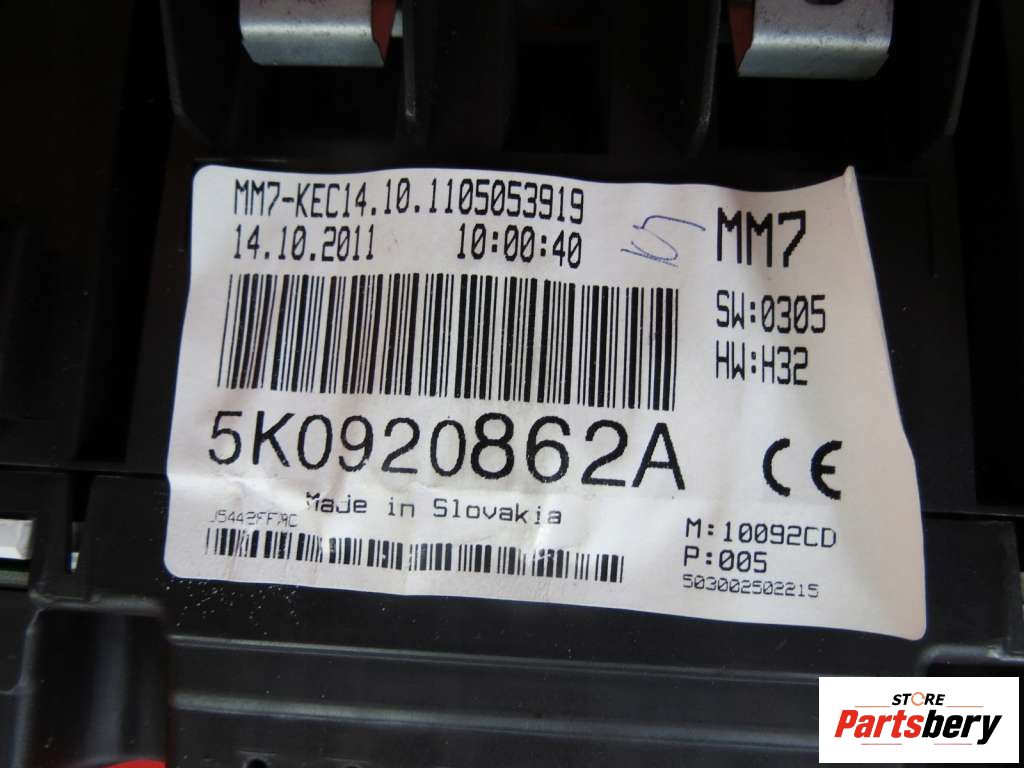 MM7-KEC14.10.1105053919
14.10.2011 10:00:40
MM7
SW:0305
HW:H32
5K0920862A
CE
Made in Slovakia
M:10092CD
P:005
503002502215
STORE
Partsbery